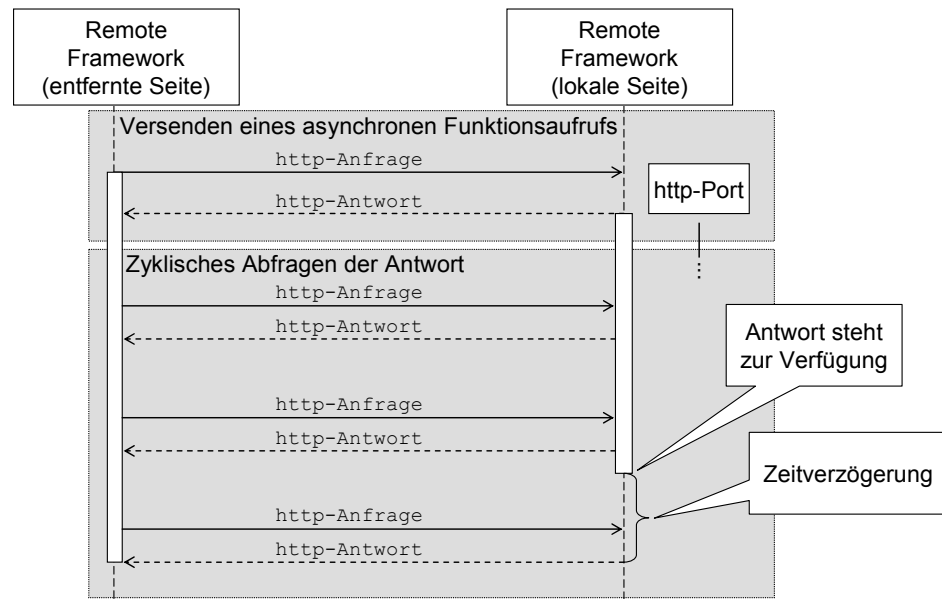 Remote
Framework
(entfernte Seite)
Remote
Framework
(lokale Seite)
Versenden eines asynchronen Funktionsaufrufs
http-Anfrage
http-Antwort
http-Port
Zyklisches Abfragen der Antwort
http-Anfrage
http-Antwort
Antwort steht
zur Verfügung
http-Anfrage
http-Antwort
Zeitverzögerung
http-Anfrage
http-Antwort